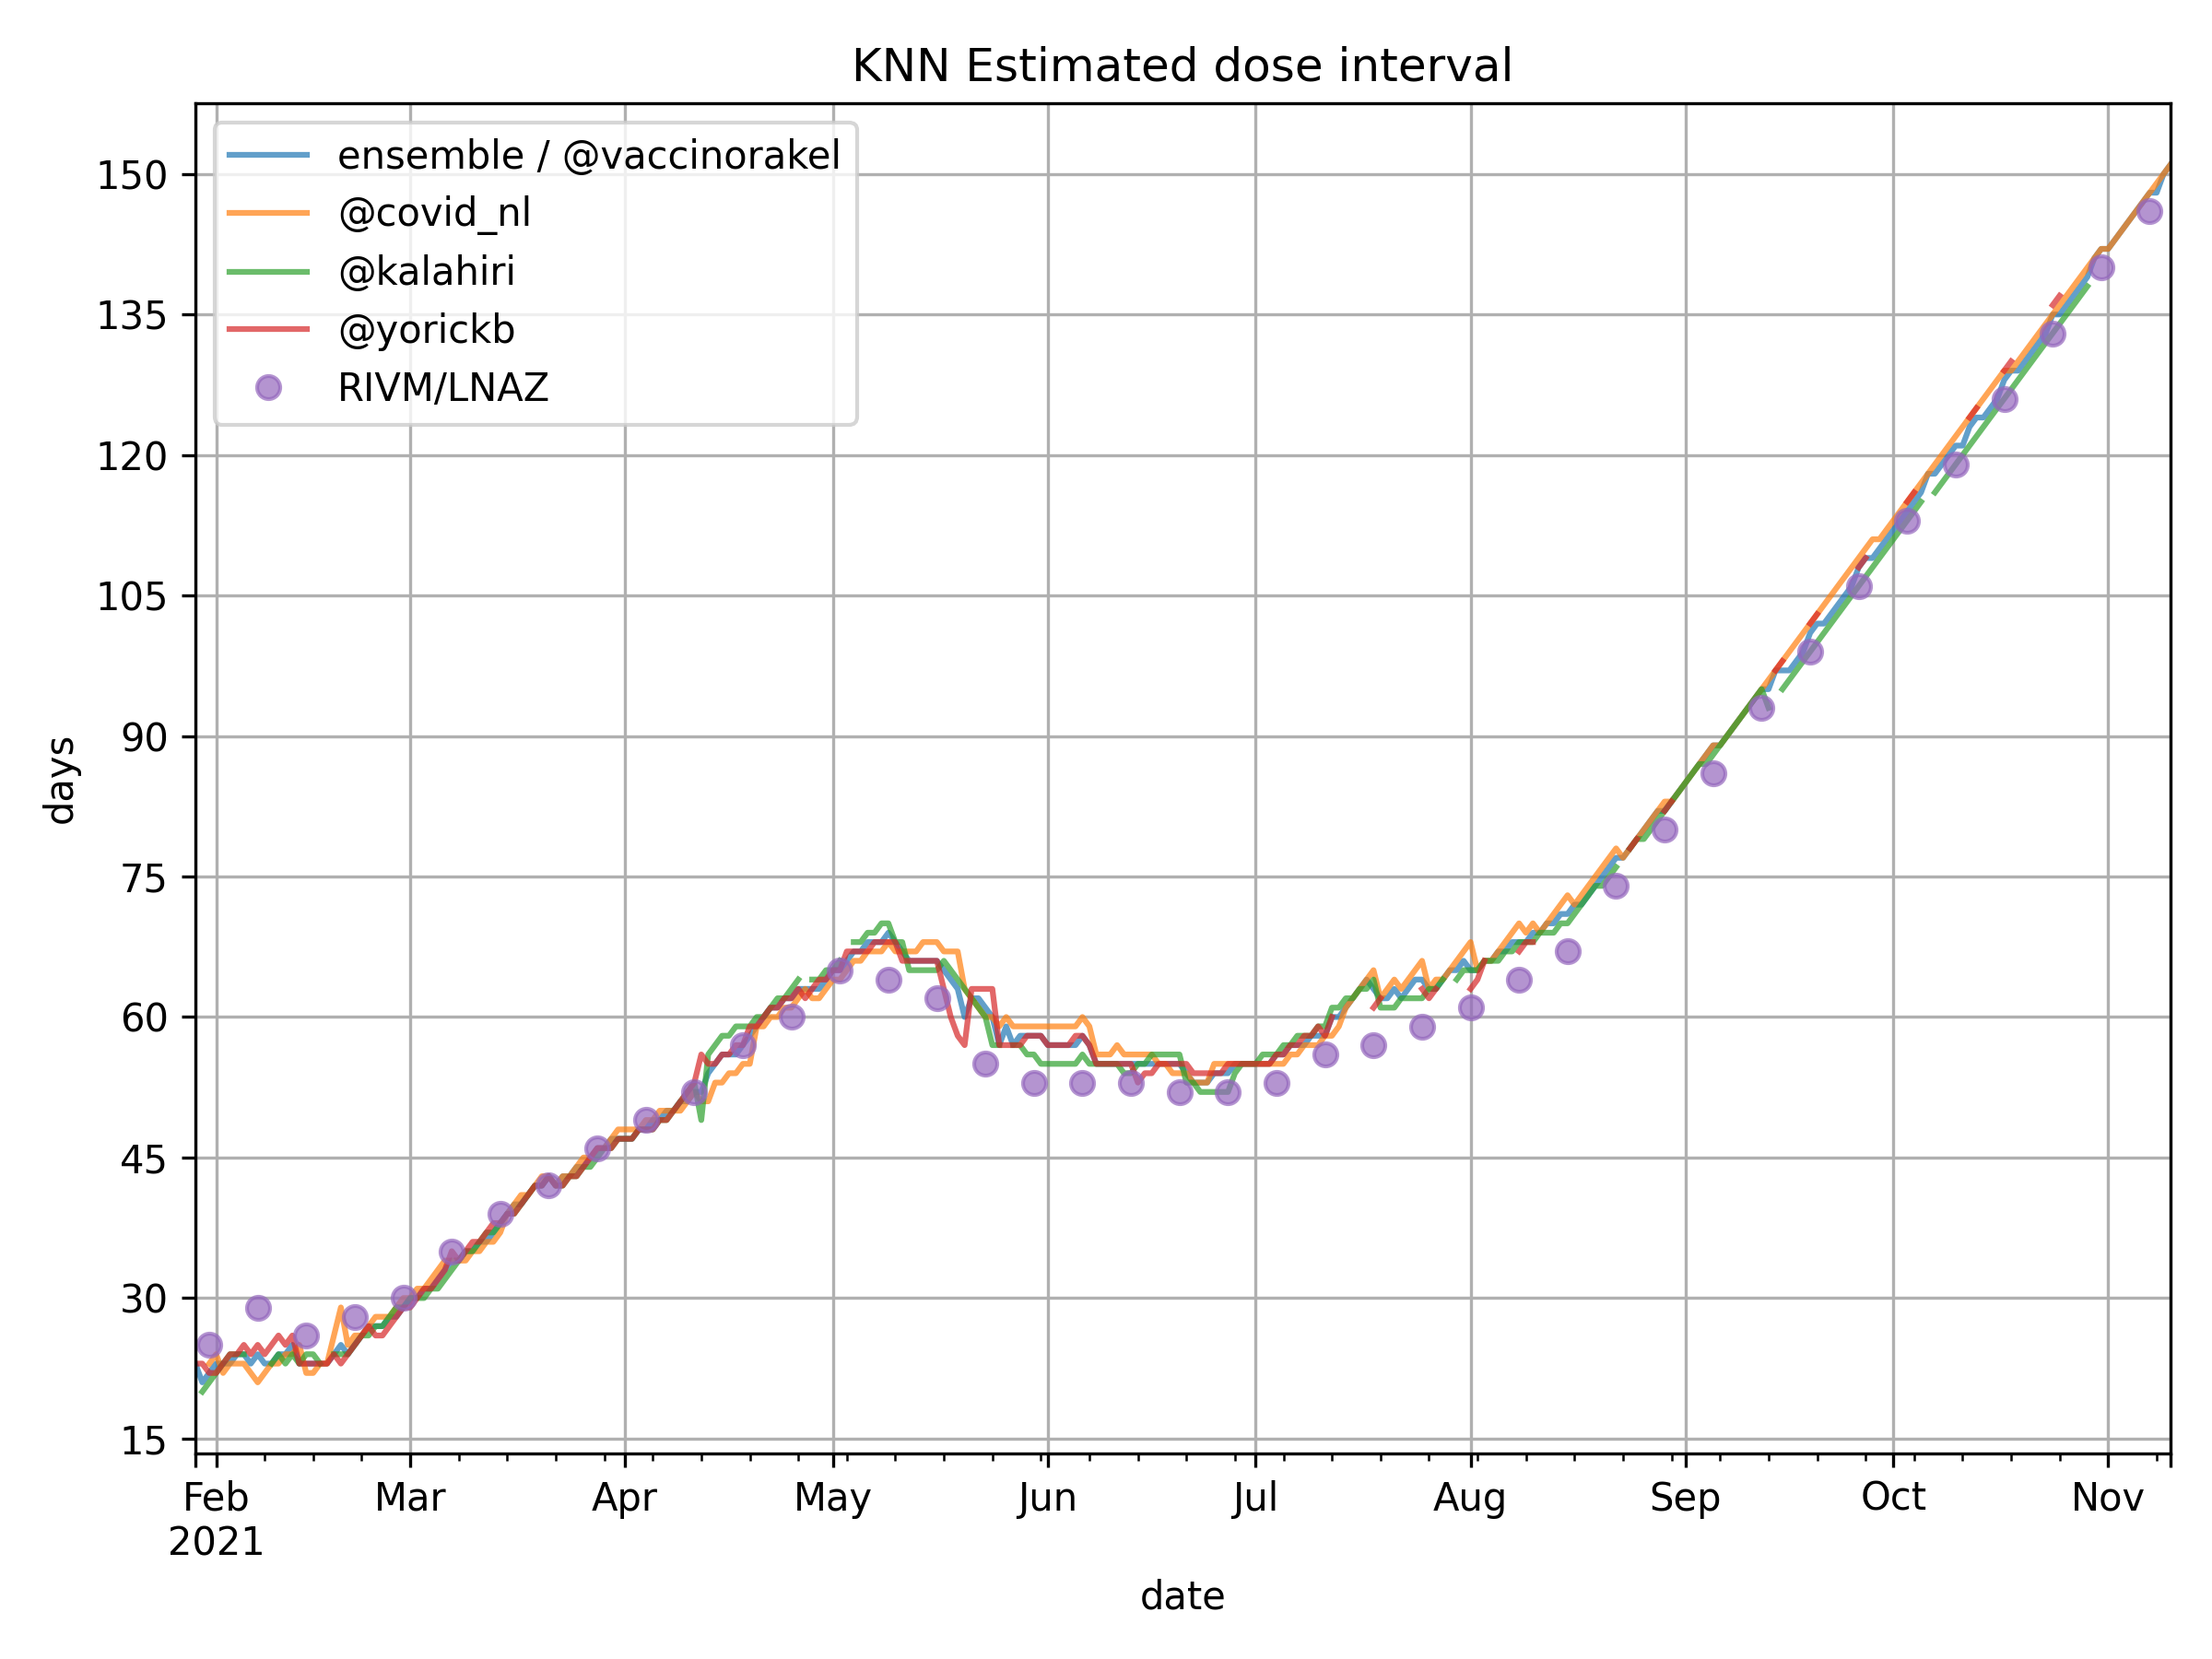 KNN Estimated dose interval
ensemble / @vaccinorakel
@covid_nl
@kalahiri
@yorickb
RIVM/LNAZ
150
135
120
105
90
75
60
45
30
15
days
Feb Mar Apr May Jun Jul Aug Sep Oct Nov
2021
date